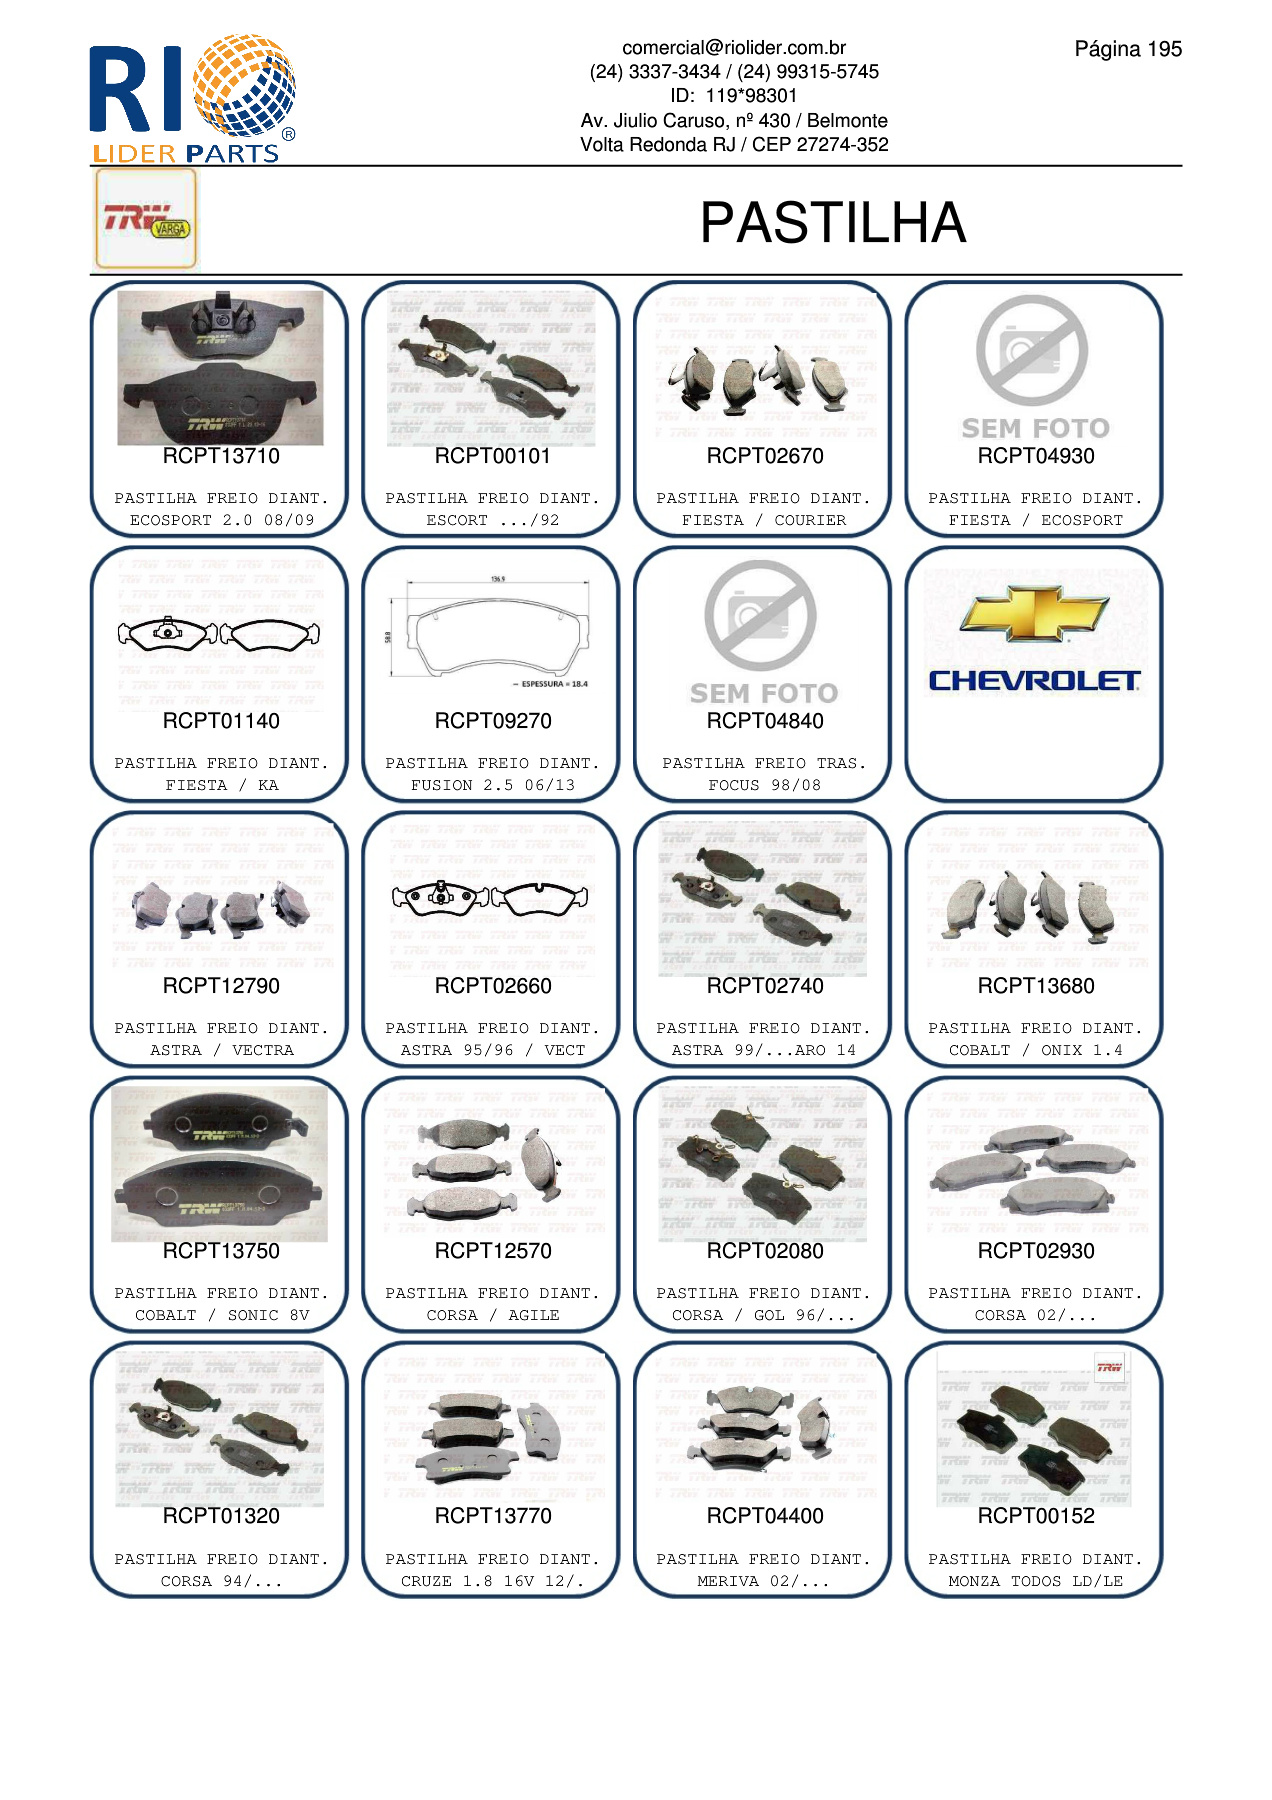 RIO
LIDER PARTS
®
comercial@riolider.com.br
(24) 3337-3434 / (24) 99315-5745
ID: 119*98301
Av. Jiulio Caruso, nº 430 / Belmonte
Volta Redonda RJ / CEP 27274-352
Página 195
TRW
VARGA
PASTILHA
RCPT13710
PASTILHA FREIO DIANT.
ECOSPORT 2.0 08/09
RCPT00101
PASTILHA FREIO DIANT.
ESCORT .../92
RCPT02670
PASTILHA FREIO DIANT.
FIESTA / COURIER
SEM FOTO
RCPT04930
PASTILHA FREIO DIANT.
FIESTA / ECOSPORT
RCPT01140
PASTILHA FREIO DIANT.
FIESTA / KA
136.9
58.8
ESPESSURA = 18.4
RCPT09270
PASTILHA FREIO DIANT.
FUSION 2.5 06/13
SEM FOTO
RCPT04840
PASTILHA FREIO TRAS.
FOCUS 98/08
CHEVROLET
RCPT12790
PASTILHA FREIO DIANT.
ASTRA / VECTRA
RCPT02660
PASTILHA FREIO DIANT.
ASTRA 95/96 / VECT
RCPT02740
PASTILHA FREIO DIANT.
ASTRA 99/...ARO 14
RCPT13680
PASTILHA FREIO DIANT.
COBALT / ONIX 1.4
RCPT13750
PASTILHA FREIO DIANT.
COBALT / SONIC 8V
RCPT12570
PASTILHA FREIO DIANT.
CORSA / AGILE
RCPT02080
PASTILHA FREIO DIANT.
CORSA / GOL 96/...
RCPT02930
PASTILHA FREIO DIANT.
CORSA 02/...
RCPT01320
PASTILHA FREIO DIANT.
CORSA 94/...
RCPT13770
PASTILHA FREIO DIANT.
CRUZE 1.8 16V 12/.
RCPT04400
PASTILHA FREIO DIANT.
MERIVA 02/...
TRW
RCPT00152
PASTILHA FREIO DIANT.
MONZA TODOS LD/LE